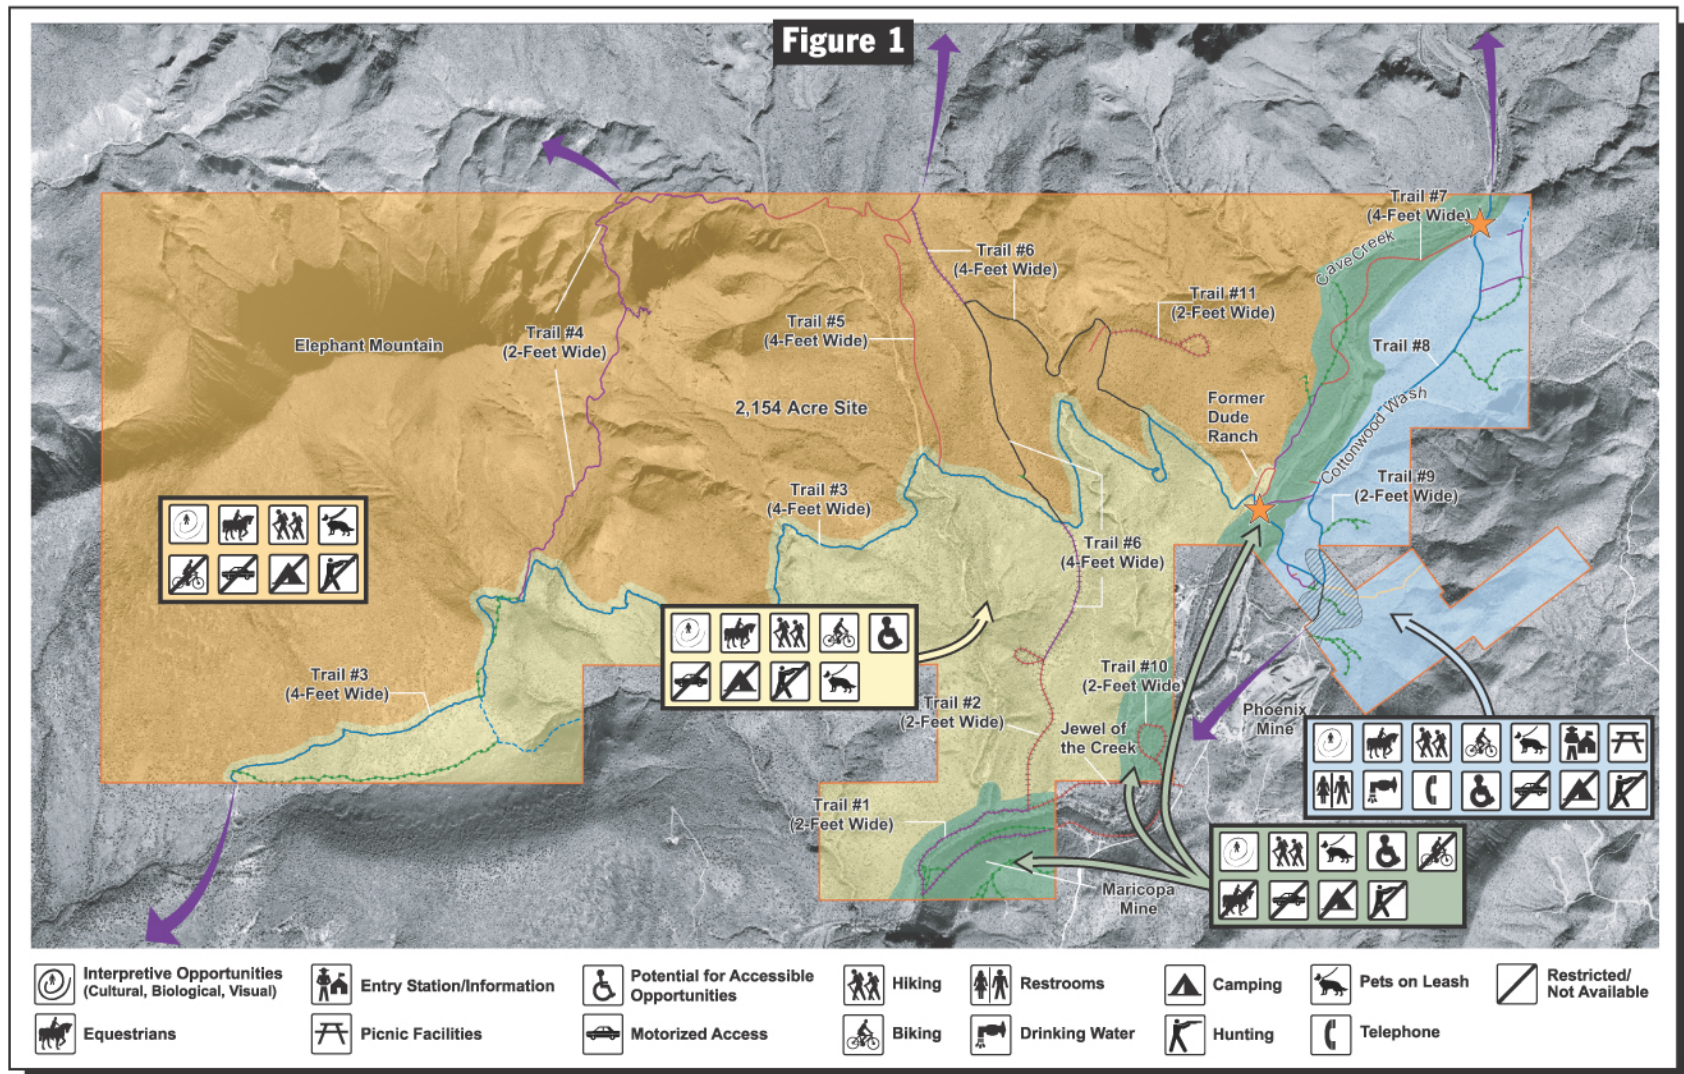 Figure 1
Trail #7
(4-Feet Wide)
Cave Creek
Trail #6
(4-Feet Wide)
Trail #11
(2-Feet Wide)
Trail #5
(4-Feet Wide)
Trail #4
(2-Feet Wide)
Elephant Mountain
Trail #8
2,154 Acre Site
Former
Dude
Ranch
Cottonwood Wash
Trail #3
(4-Feet Wide)
Trail #9
(2-Feet Wide)
Trail #6
(4-Feet Wide)
Trail #3
(4-Feet Wide)
Trail #10
(2-Feet Wide)
Trail #2
(2-Feet Wide)
Jewel of
the Creek
Phoenix
Mine
Trail #1
(2-Feet Wide)
Maricopa
Mine
Interpretive Opportunities
(Cultural, Biological, Visual)
Equestrians
Entry Station/Information
Picnic Facilities
Potential for Accessible
Opportunities
Motorized Access
Hiking
Biking
Restrooms
Drinking Water
Camping
Hunting
Pets on Leash
Telephone
Restricted/
Not Available